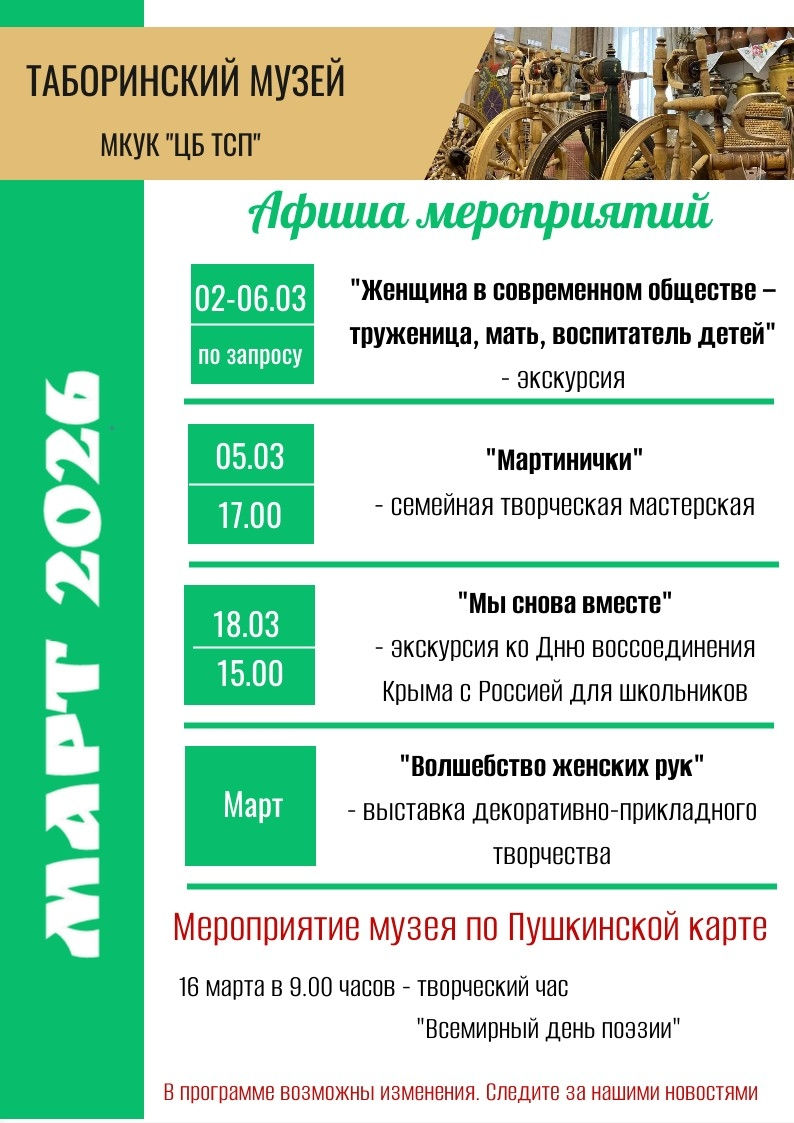 ТАБОРИНСКИЙ МУЗЕЙ
МКУК "ЦБ ТСП"
МАРТ 2026
Афиша мероприятий
02-06.03
по запросу
"Женщина в современном обществе –
труженица, мать, воспитатель детей"
- экскурсия
05.03
17.00
"Мартинички"
- семейная творческая мастерская
18.03
15.00
"Мы снова вместе"
- экскурсия ко Дню воссоединения
Крыма с Россией для школьников
Март
"Волшебство женских рук"
- выставка декоративно-прикладного
творчества
Мероприятие музея по Пушкинской карте
16 марта в 9.00 часов - творческий час
"Всемирный день поэзии"
В программе возможны изменения. Следите за нашими новостями